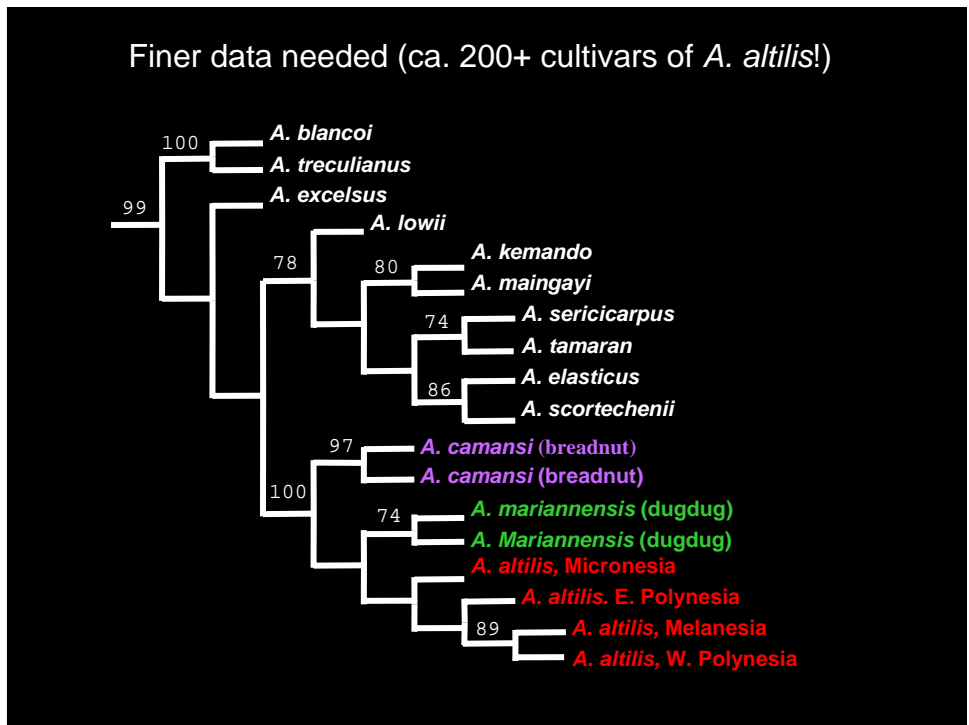 Finer data needed (ca. 200+ cultivars of A. altilis!)
100
A. blancoi
A. treculianus
A. excelsus
99
A. lowii
78
80
A. kemando
A. maingayi
74
A. sericicarpus
A. tamaran
A. elasticus
86
A. scortechenii
97
A. camansi (breadnut)
A. camansi (breadnut)
100
74
A. mariannensis (dugdug)
A. Mariannensis (dugdug)
A. altilis, Micronesia
A. altilis. E. Polynesia
89
A. altilis, Melanesia
A. altilis, W. Polynesia